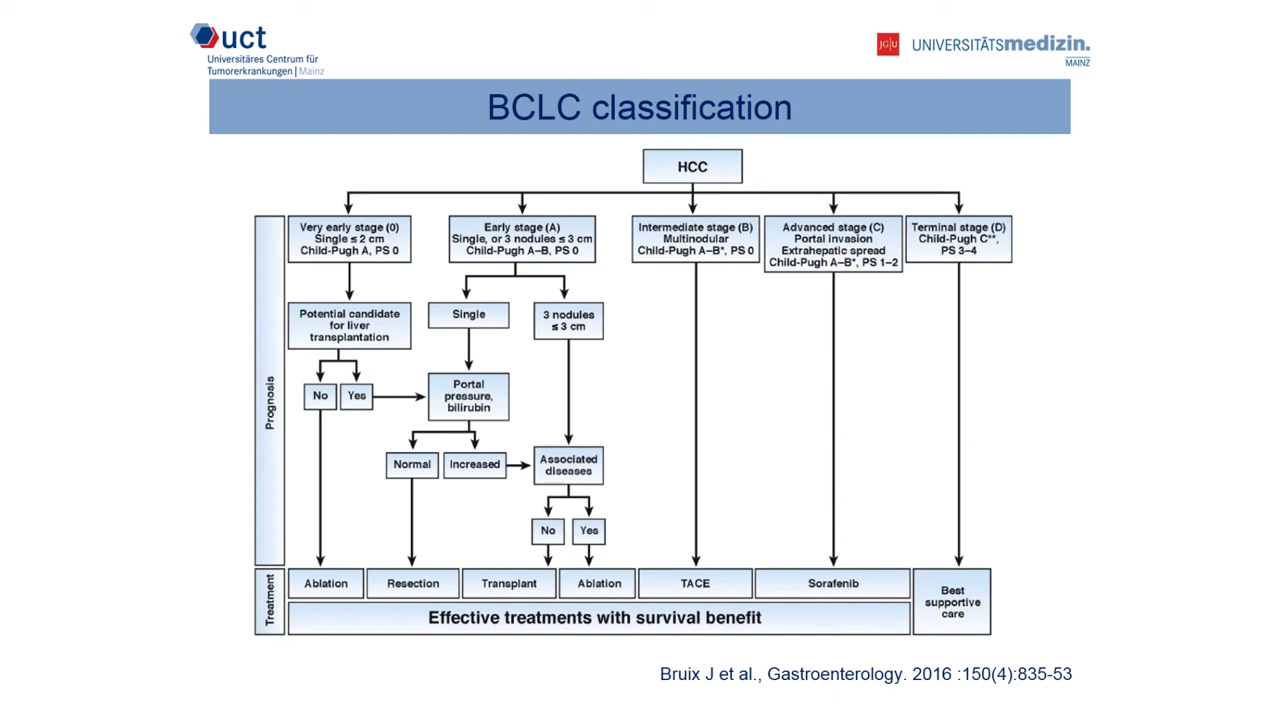 uct
Universitäres Centrum für
Tumorerkrankungen | Mainz
JG|U
UNIVERSITÄTSmedizin.
MAINZ
BCLC classification
HCC
Very early stage (0)
Single ≤ 2 cm
Child-Pugh A, PS 0
Early stage (A)
Single, or 3 nodules ≤ 3 cm
Child-Pugh A–B, PS 0
Intermediate stage (B)
Multinodular
Child-Pugh A–B*, PS 0
Advanced stage (C)
Portal invasion
Extrahepatic spread
Child-Pugh A–B*, PS 1–2
Terminal stage (D)
Child-Pugh C**,
PS 3–4
Potential candidate
for liver
transplantation
Single
3 nodules
≤ 3 cm
Prognosis
No
Yes
Portal
pressure,
bilirubin
Normal
Increased
Associated
diseases
No
Yes
Treatment
Ablation
Resection
Transplant
Ablation
TACE
Sorafenib
Best
supportive
care
Effective treatments with survival benefit
Bruix J et al., Gastroenterology. 2016 :150(4):835-53